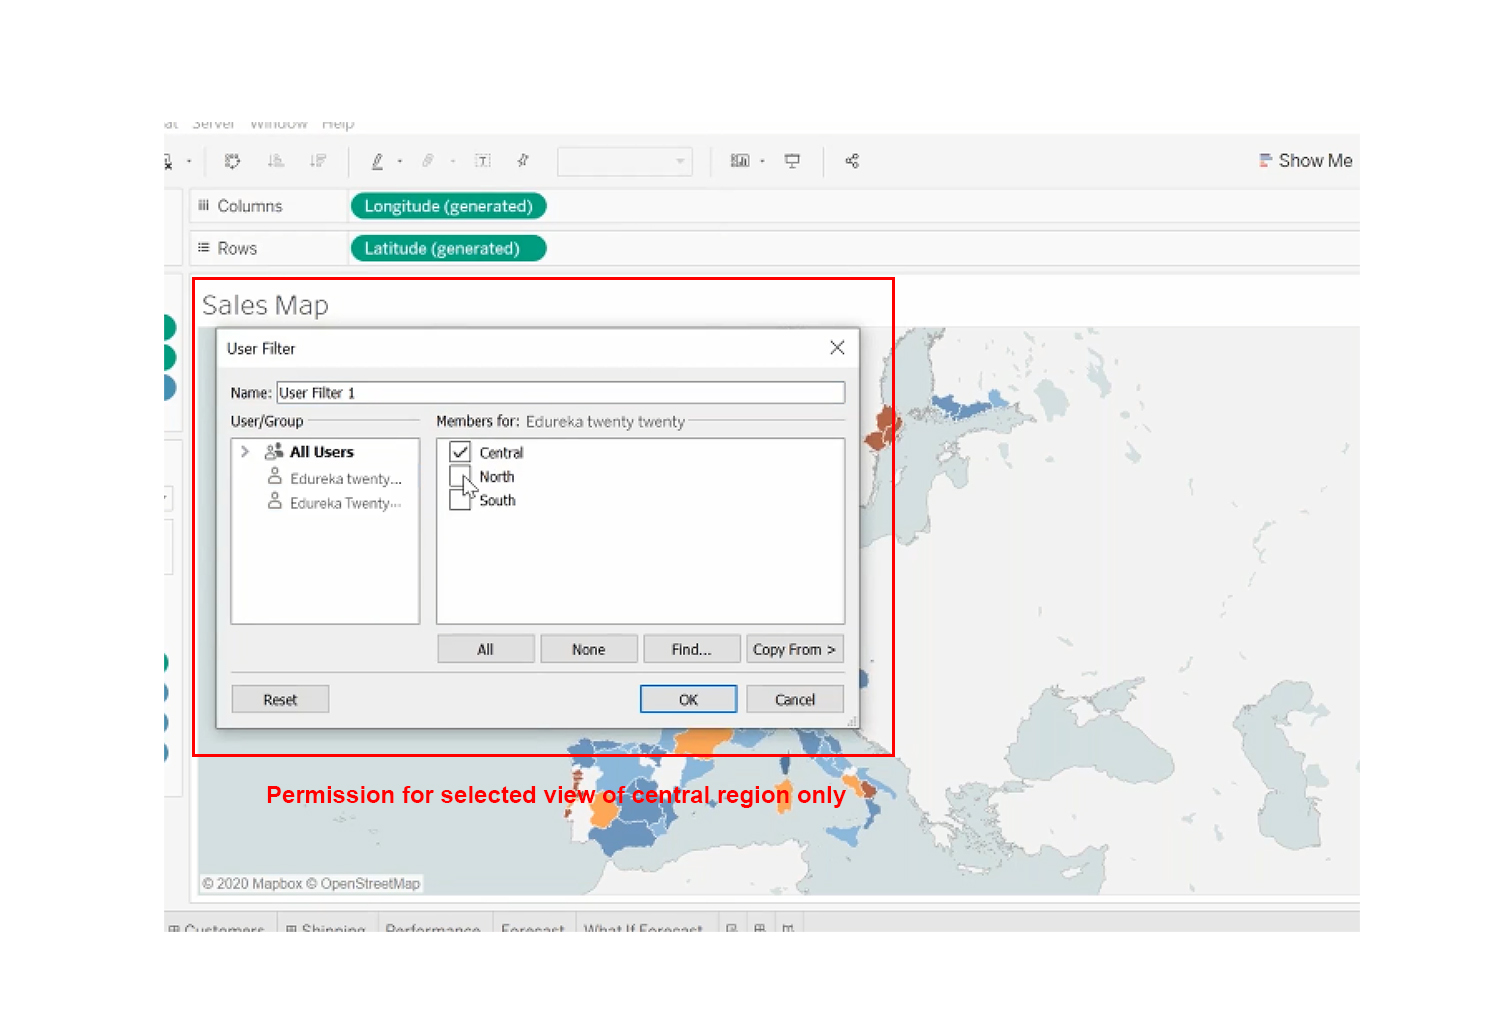 at Server Window Help
Show Me
Columns Longitude (generated)
Rows Latitude (generated)
Sales Map
User Filter
Name: User Filter 1
User/Group
Members for: Edureka twenty twenty
All Users
Edureka twenty...
Edureka Twenty...
Central
North
South
All None Find... Copy From >
Reset OK Cancel
Permission for selected view of central region only
© 2020 Mapbox © OpenStreetMap
Customers Shipping Performance Forecast What If Forecast